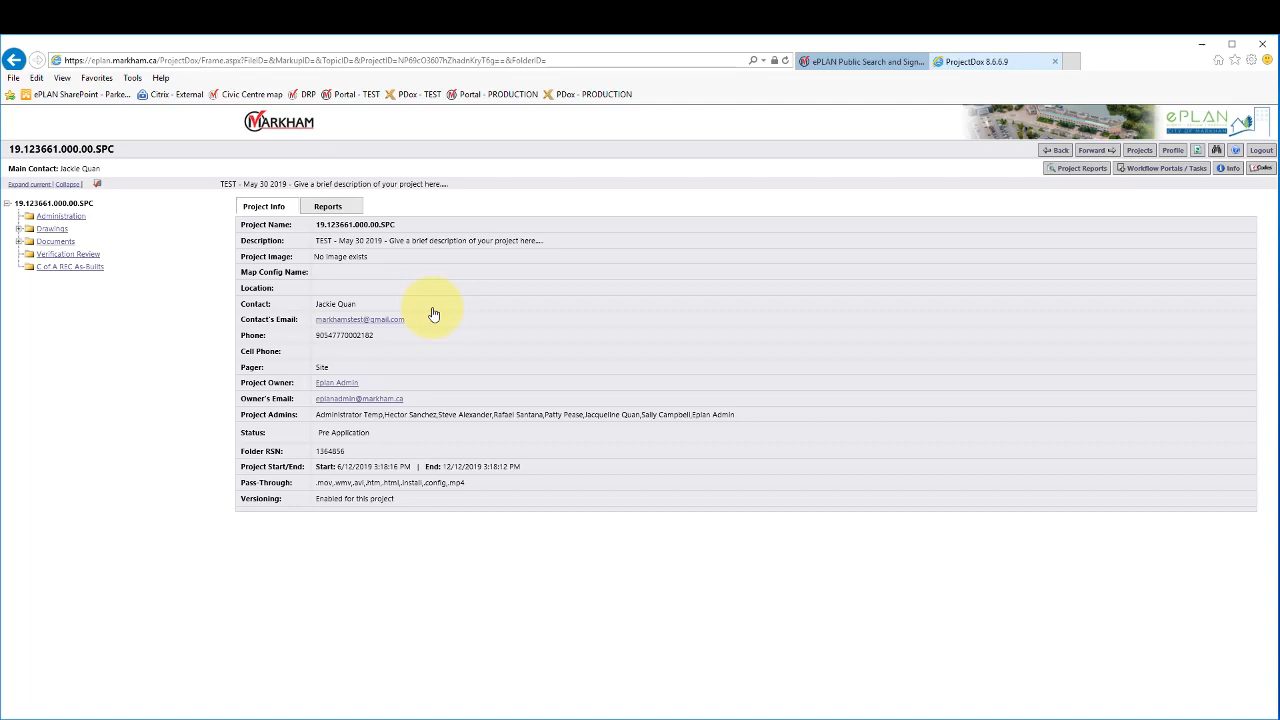 https://eplan.markham.ca/ProjectDox/Frame.aspx?FileID=&MarkupID=&TopicID=&ProjectID=NP69cO3607hZhadnKryT6g==&FolderID=
ePLAN Public Search and Sign...
ProjectDox 8.6.6.9
File Edit View Favorites Tools Help
ePLAN SharePoint - Parke... Citrix - External Civic Centre map DRP Portal - TEST PDox - TEST Portal - PRODUCTION PDox - PRODUCTION
MARKHAM
ePLAN
CITY OF MARKHAM
19.123661.000.00.SPC
Back Forward Projects Profile Logout
Main Contact: Jackie Quan
Project Reports Workflow Portals / Tasks Info Codes
Expand current | Collapse |
TEST - May 30 2019 - Give a brief description of your project here....
19.123661.000.00.SPC
Administration
Drawings
Documents
Verification Review
C of A REC As-Builts
Project Info Reports
Project Name: 19.123661.000.00.SPC
Description: TEST - May 30 2019 - Give a brief description of your project here....
Project Image: No image exists
Map Config Name:
Location:
Contact: Jackie Quan
Contact's Email: markhamstest@gmail.com
Phone: 90547770002182
Cell Phone:
Pager: Site
Project Owner: Eplan Admin
Owner's Email: eplanadmin@markham.ca
Project Admins: Administrator Temp,Hector Sanchez,Steve Alexander,Rafael Santana,Patty Pease,Jacqueline Quan,Sally Campbell,Eplan Admin
Status: Pre Application
Folder RSN: 1364856
Project Start/End: Start: 6/12/2019 3:18:16 PM | End: 12/12/2019 3:18:12 PM
Pass-Through: .mov,.wmv,.avi,.htm,.html,.install,.config,.mp4
Versioning: Enabled for this project